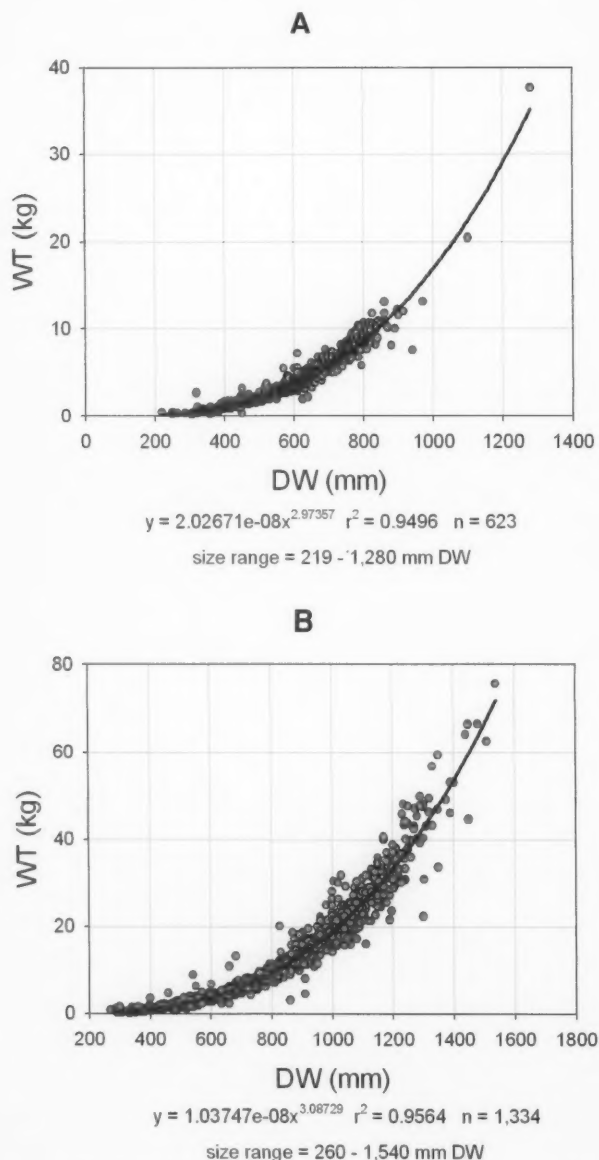 A
40
30
20
10
0
WT (kg)
0 200 400 600 800 1000 1200 1400
DW (mm)
y = 2.02671e-08x^2.97357 r² = 0.9496 n = 623
size range = 219 - 1,280 mm DW
B
80
60
40
20
0
WT (kg)
200 400 600 800 1000 1200 1400 1600 1800
DW (mm)
y = 1.03747e-08x^3.08729 r² = 0.9564 n = 1,334
size range = 260 - 1,540 mm DW